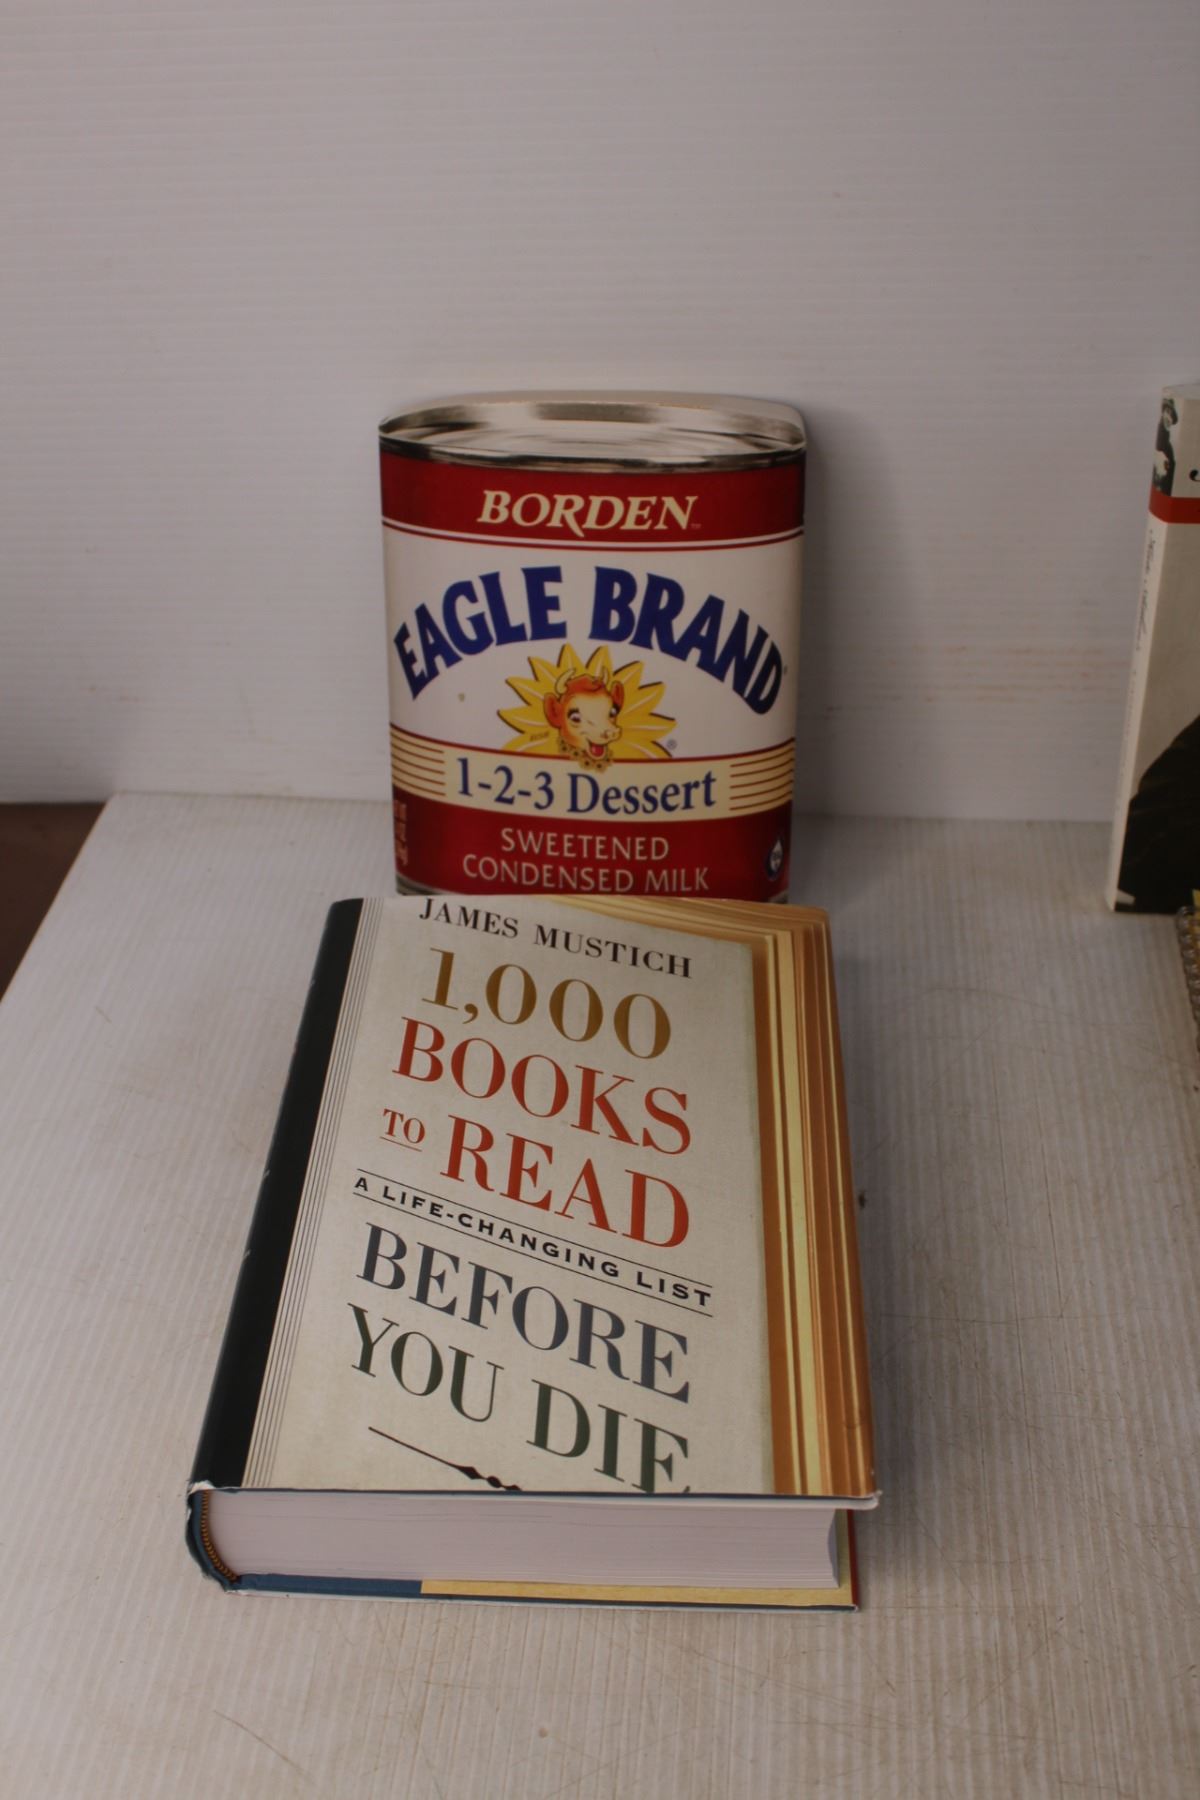 BORDEN™
EAGLE BRAND®
®
1-2-3 Dessert
SWEETENED
CONDENSED MILK
JAMES MUSTICH
1,000
BOOKS
TO READ
A LIFE-CHANGING LIST
BEFORE
YOU DIE